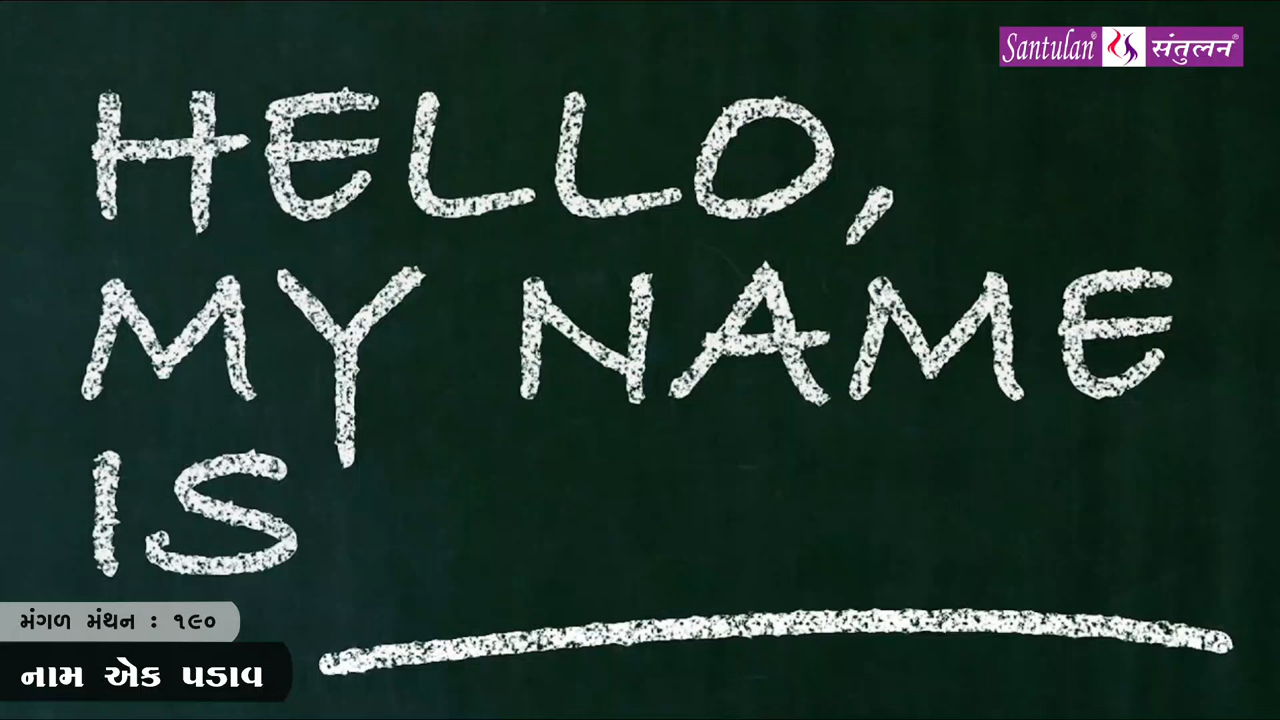 Santulan® संतुलन®
HELLO,
MY NAME
IS
મંગળ મંથન : ૧૯૦
નામ એક પડાવ